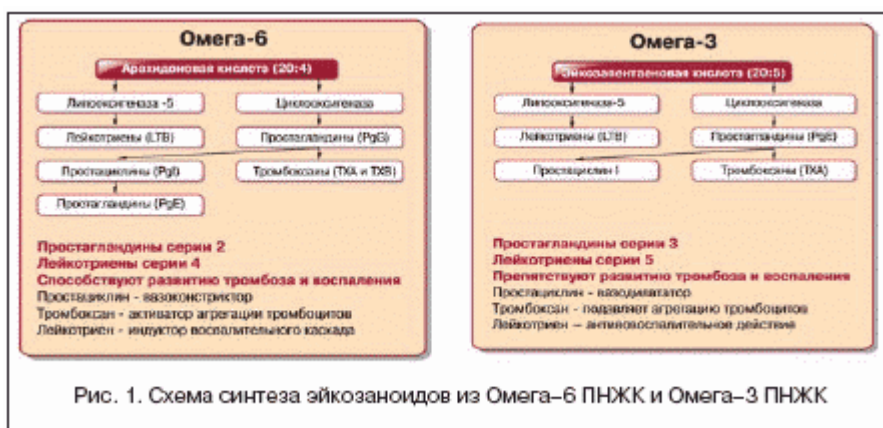 Омега-6
Арахидоновая кислота (20:4)
Липооксигеназа -5
Циклооксигеназа
Лейкотриены (LTB)
Простагландины (PgG)
Простациклины (PgI)
Тромбоксаны (TXA и TXB)
Простагландины (PgE)
Простагландины серии 2
Лейкотриены серии 4
Способствуют развитию тромбоза и воспаления
Простациклин - вазоконстриктор
Тромбоксан - активатор агрегации тромбоцитов
Лейкотриен - индуктор воспалительного каскада
Омега-3
Эйкозапентаеновая кислота (20:5)
Липооксигеназа-5
Циклооксигеназа
Лейкотриены (LTB)
Простагландины (PgE)
Простациклин I
Тромбоксаны (TXA)
Простагландины серии 3
Лейкотриены серии 5
Препятствуют развитию тромбоза и воспаления
Простациклин - вазодилататор
Тромбоксан - подавляет агрегацию тромбоцитов
Лейкотриен – антивоспалительное действие
Рис. 1. Схема синтеза эйкозаноидов из Омега–6 ПНЖК и Омега–3 ПНЖК